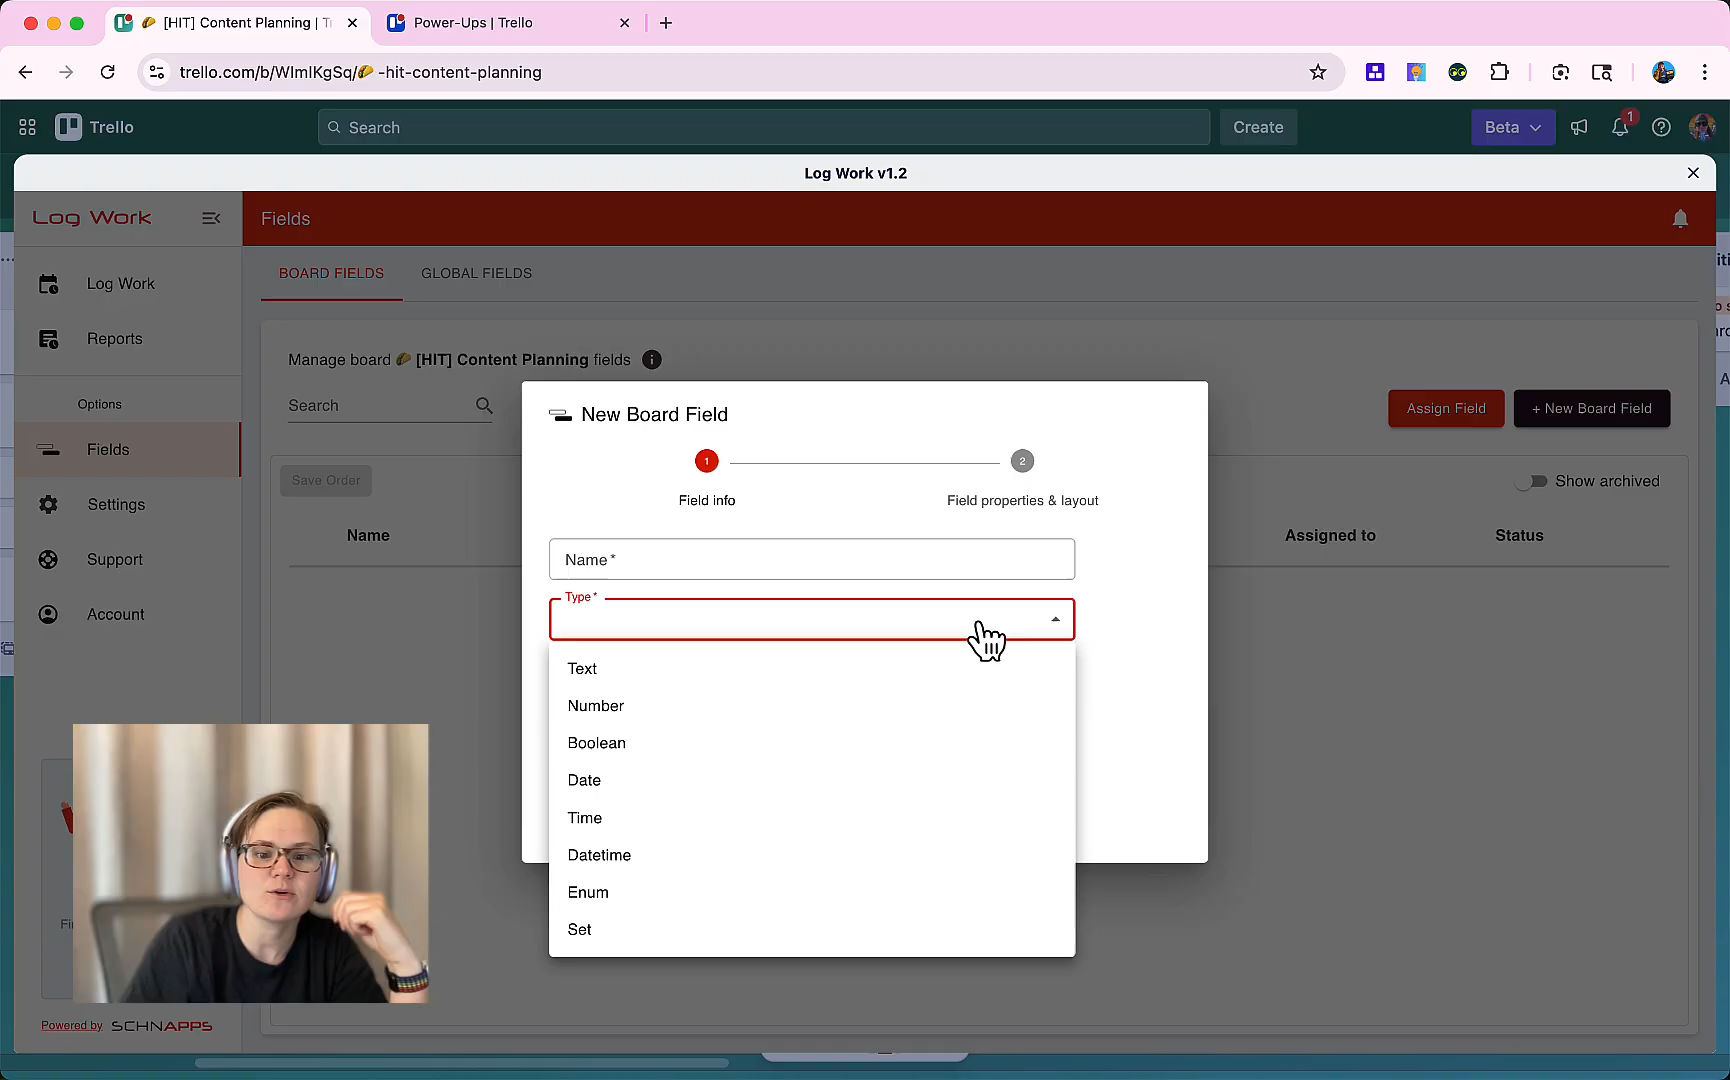 [HIT] Content Planning | Tr
Power-Ups | Trello
trello.com/b/WImIKgSq/🌮-hit-content-planning
Trello
Search
Create
Beta
1
Log Work v1.2
Log Work
Fields
BOARD FIELDS
GLOBAL FIELDS
Log Work
Reports
Options
Fields
Settings
Support
Account
Manage board 🌮 [HIT] Content Planning fields
Search
Assign Field
+ New Board Field
Save Order
Show archived
Name
Assigned to
Status
New Board Field
1
2
Field info
Field properties & layout
Name *
Type *
Text
Number
Boolean
Date
Time
Datetime
Enum
Set
Powered by SCHNAPPS